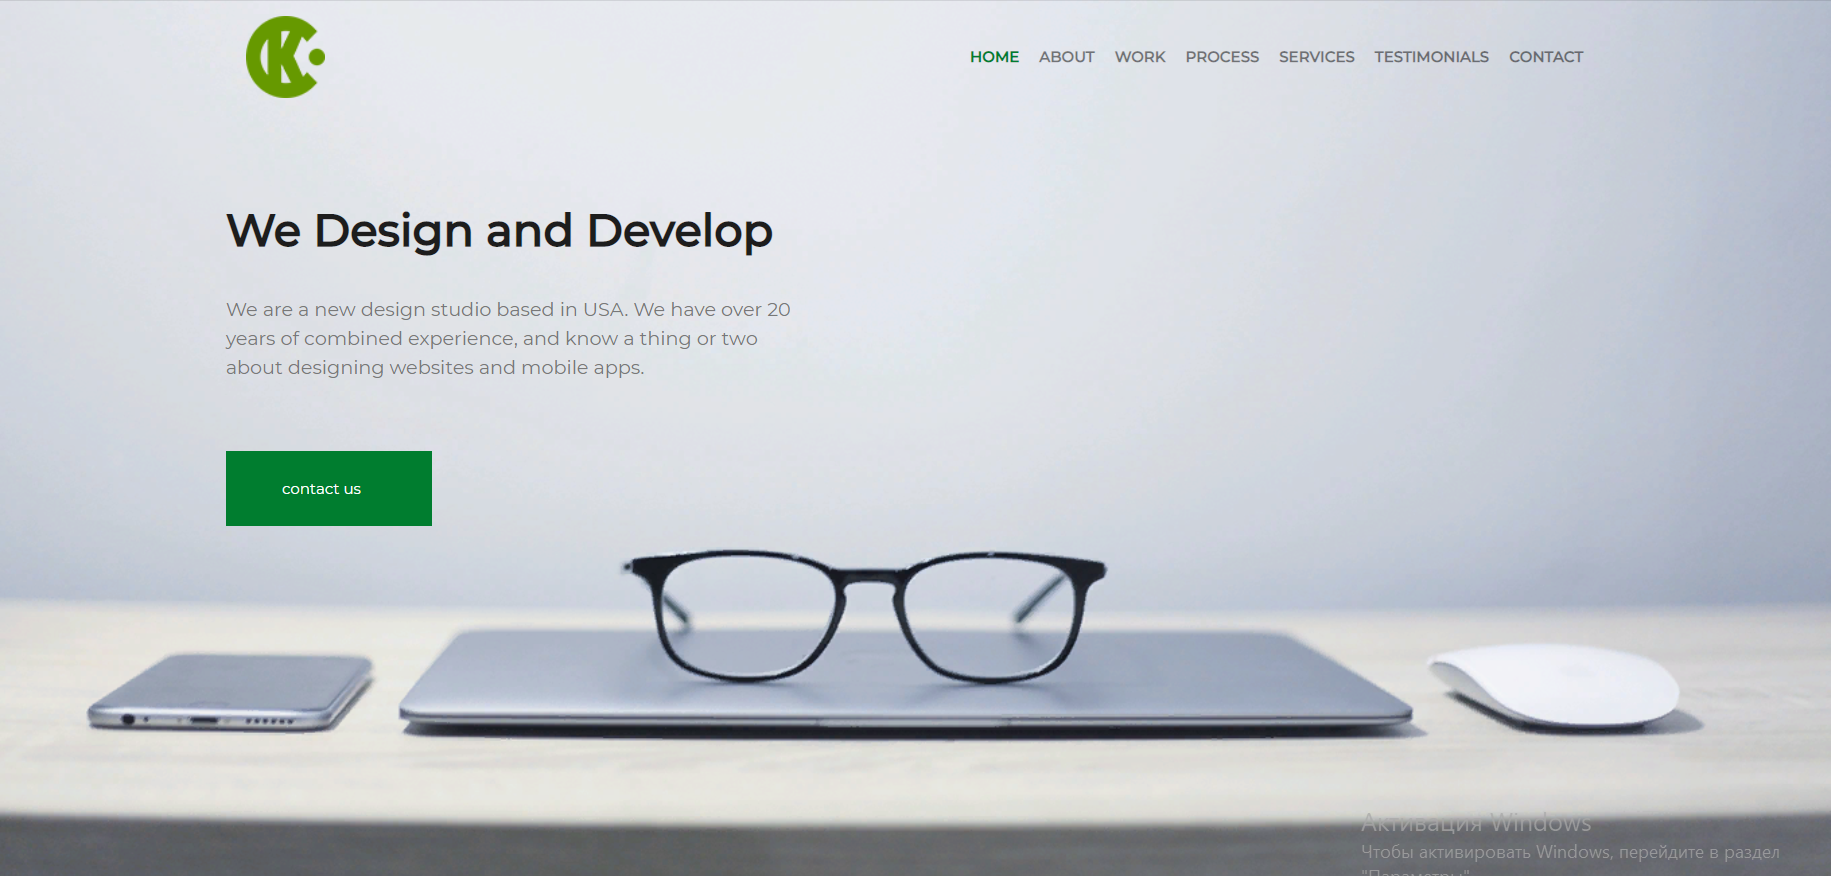 CK
HOME ABOUT WORK PROCESS SERVICES TESTIMONIALS CONTACT
We Design and Develop
We are a new design studio based in USA. We have over 20
years of combined experience, and know a thing or two
about designing websites and mobile apps.
contact us
Активация Windows
Чтобы активировать Windows, перейдите в раздел
"Параметры"